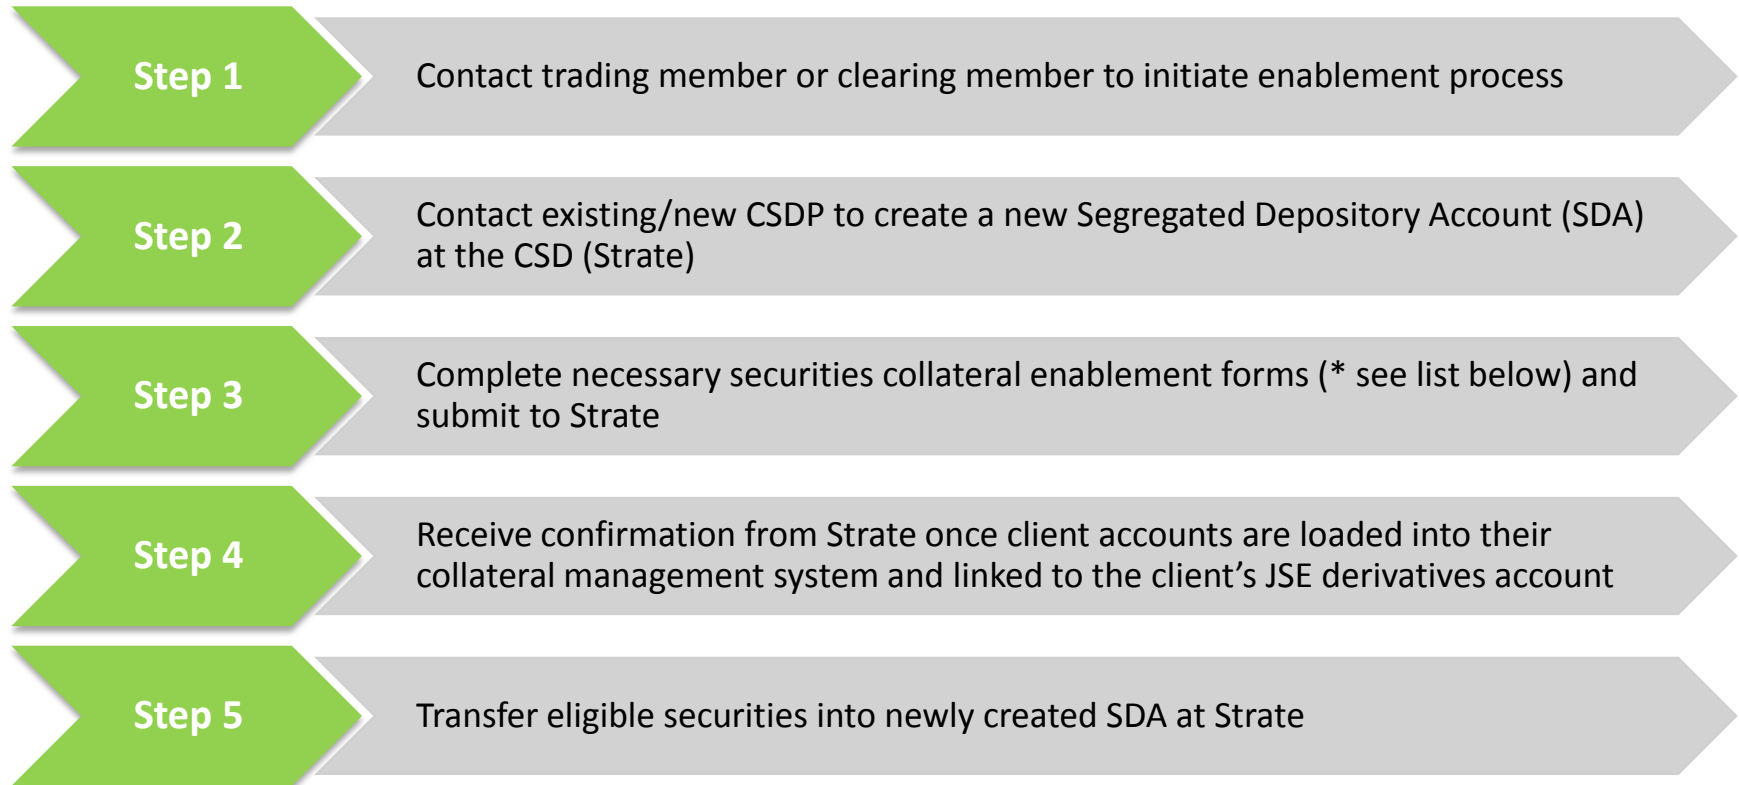 Step 1
Contact trading member or clearing member to initiate enablement process
Step 2
Contact existing/new CSDP to create a new Segregated Depository Account (SDA)
at the CSD (Strate)
Step 3
Complete necessary securities collateral enablement forms (* see list below) and
submit to Strate
Step 4
Receive confirmation from Strate once client accounts are loaded into their
collateral management system and linked to the client’s JSE derivatives account
Step 5
Transfer eligible securities into newly created SDA at Strate